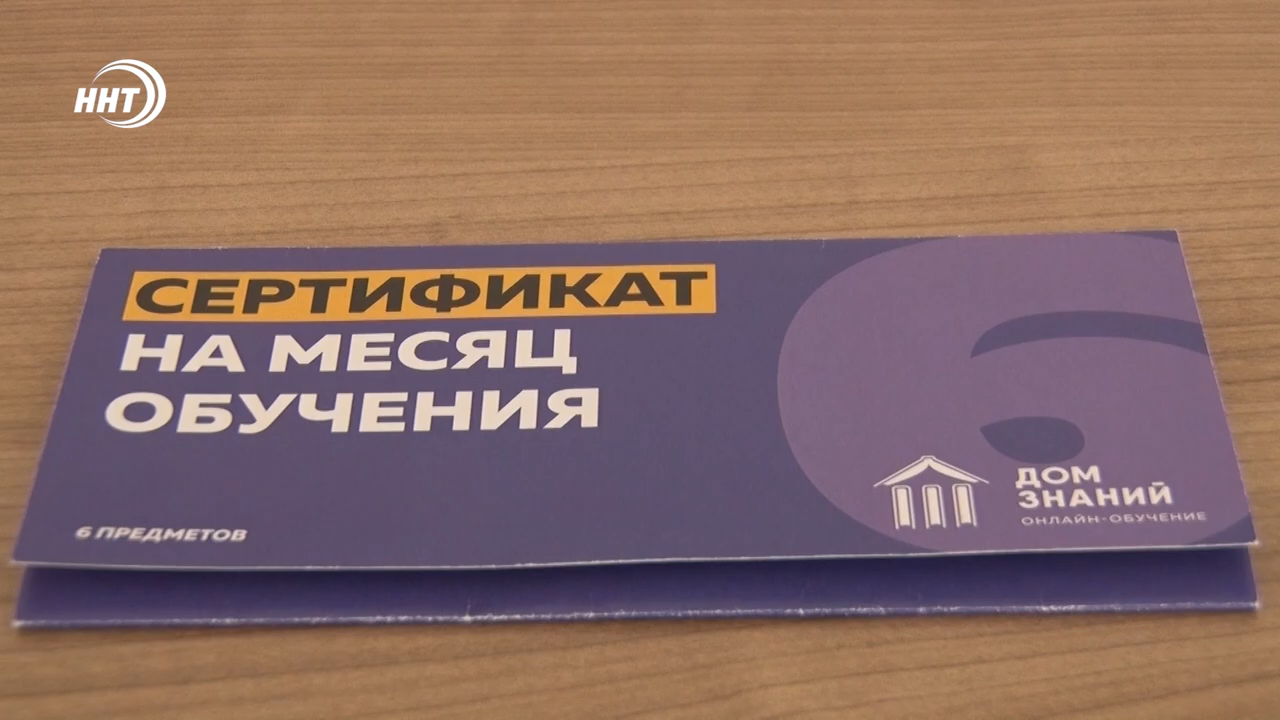 ННТ
СЕРТИФИКАТ
НА МЕСЯЦ
ОБУЧЕНИЯ
6 ПРЕДМЕТОВ
6
ДОМ
ЗНАНИЙ
ОНЛАЙН-ОБУЧЕНИЕ